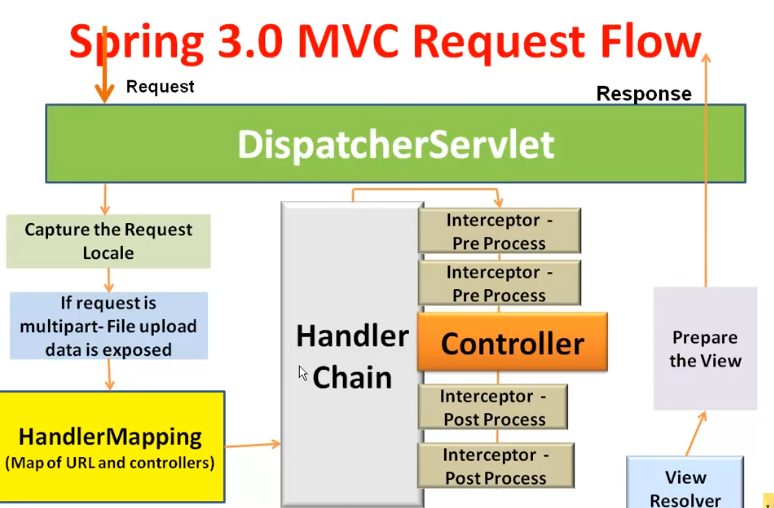 Spring 3.0 MVC Request Flow
Request
Response
DispatcherServlet
Capture the Request
Locale
If request is
multipart- File upload
data is exposed
HandlerMapping
(Map of URL and controllers)
Handler
Chain
Interceptor -
Pre Process
Interceptor -
Pre Process
Controller
Interceptor -
Post Process
Interceptor -
Post Process
Prepare
the View
View
Resolver